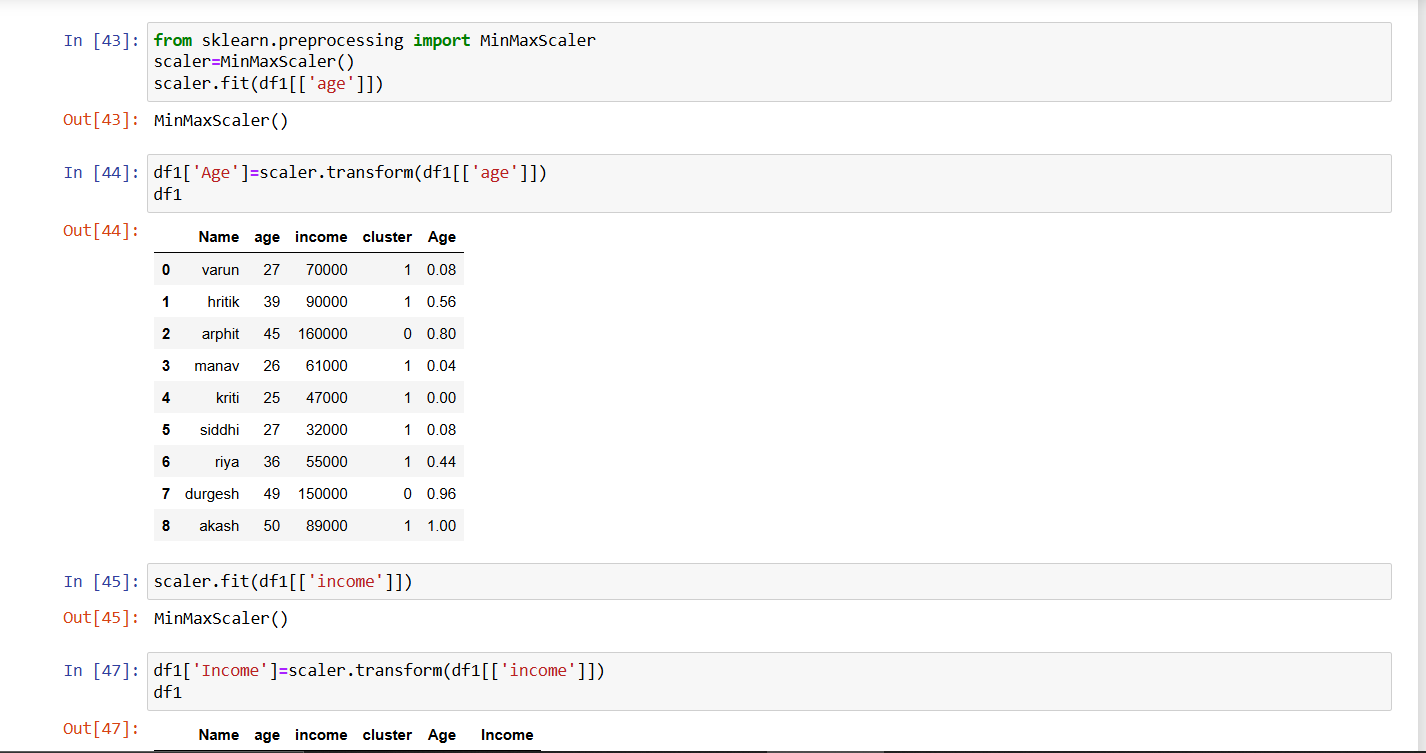 In [43]: from sklearn.preprocessing import MinMaxScaler
scaler=MinMaxScaler()
scaler.fit(df1[['age']])
Out[43]: MinMaxScaler()
In [44]: df1['Age']=scaler.transform(df1[['age']])
df1
Out[44]:
Name age income cluster Age
0 varun 27 70000 1 0.08
1 hritik 39 90000 1 0.56
2 arphit 45 160000 0 0.80
3 manav 26 61000 1 0.04
4 kriti 25 47000 1 0.00
5 siddhi 27 32000 1 0.08
6 riya 36 55000 1 0.44
7 durgesh 49 150000 0 0.96
8 akash 50 89000 1 1.00
In [45]: scaler.fit(df1[['income']])
Out[45]: MinMaxScaler()
In [47]: df1['Income']=scaler.transform(df1[['income']])
df1
Out[47]:
Name age income cluster Age Income